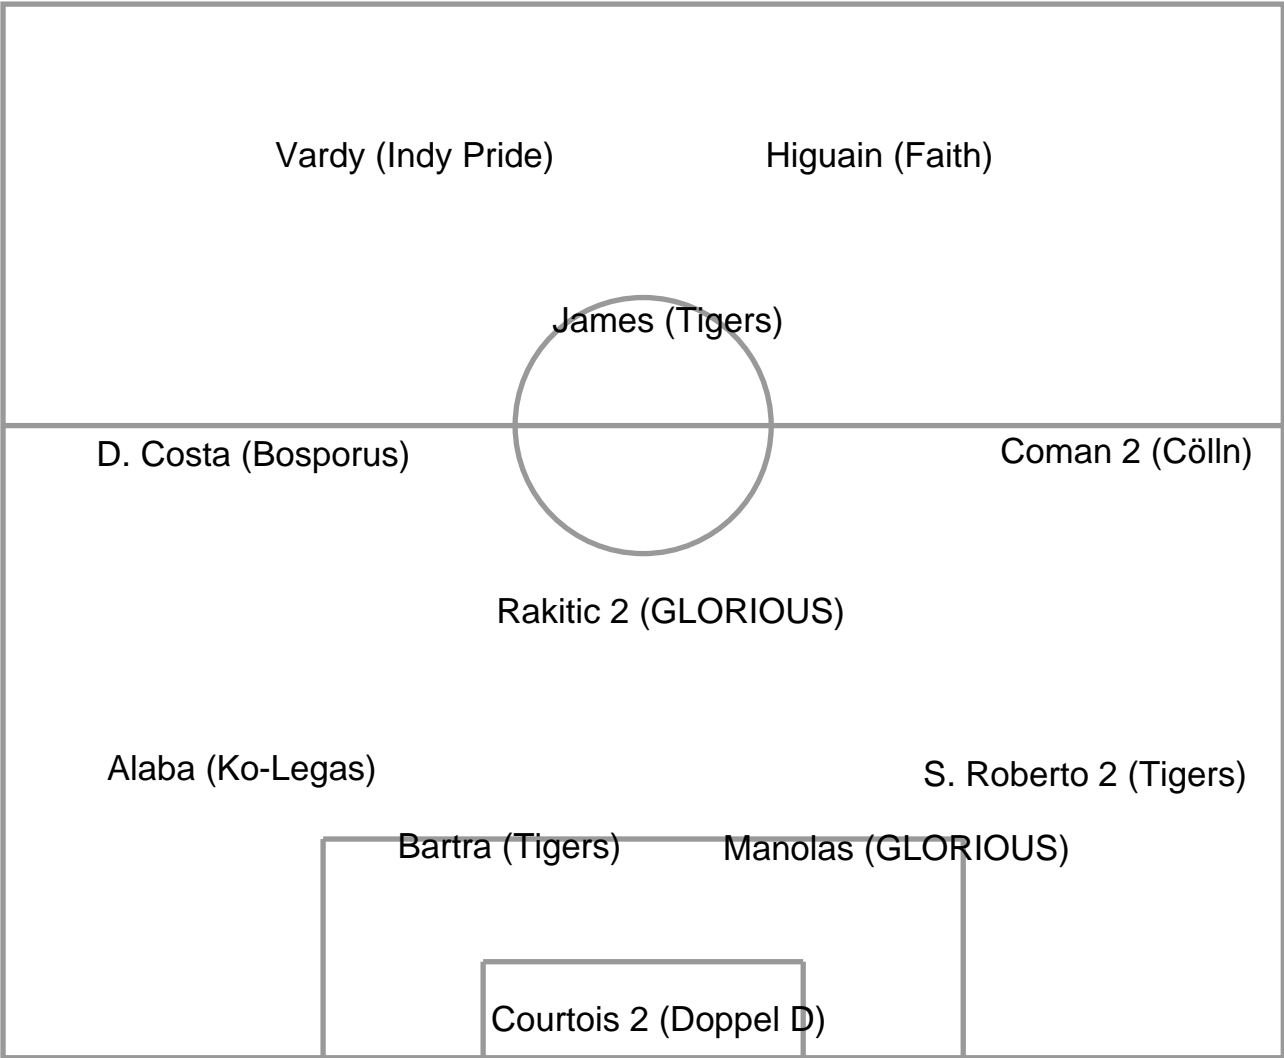 Vardy (Indy Pride)
Higuain (Faith)
James (Tigers)
D. Costa (Bosporus)
Coman 2 (Cölln)
Rakitic 2 (GLORIOUS)
Alaba (Ko-Legas)
S. Roberto 2 (Tigers)
Bartra (Tigers)
Manolas (GLORIOUS)
Courtois 2 (Doppel D)